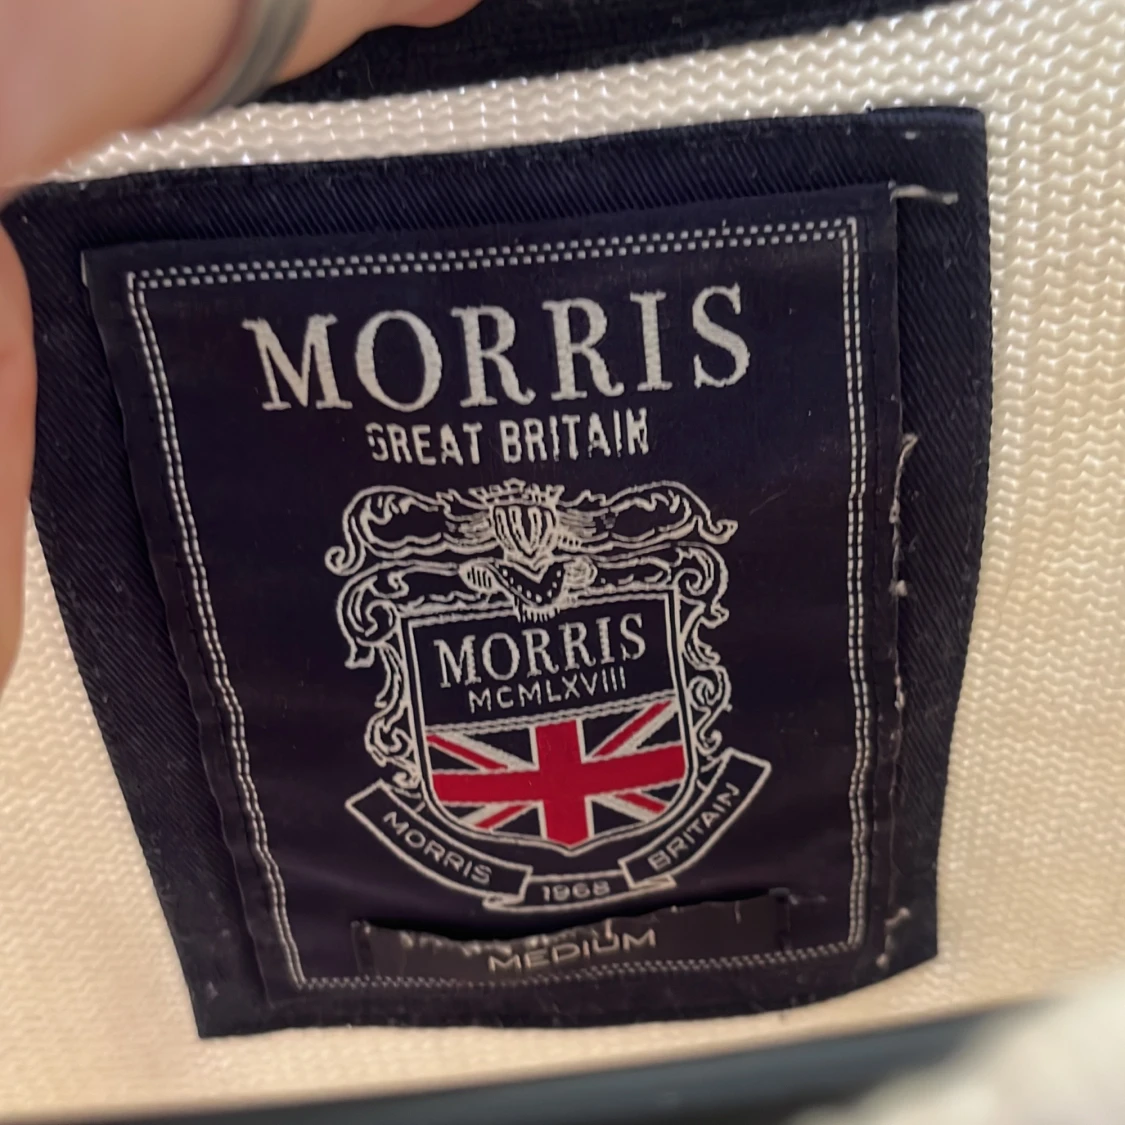 MORRIS
GREAT BRITAIN
MORRIS
MCMLXVIII
MORRIS 1968 BRITAIN
MEDIUM